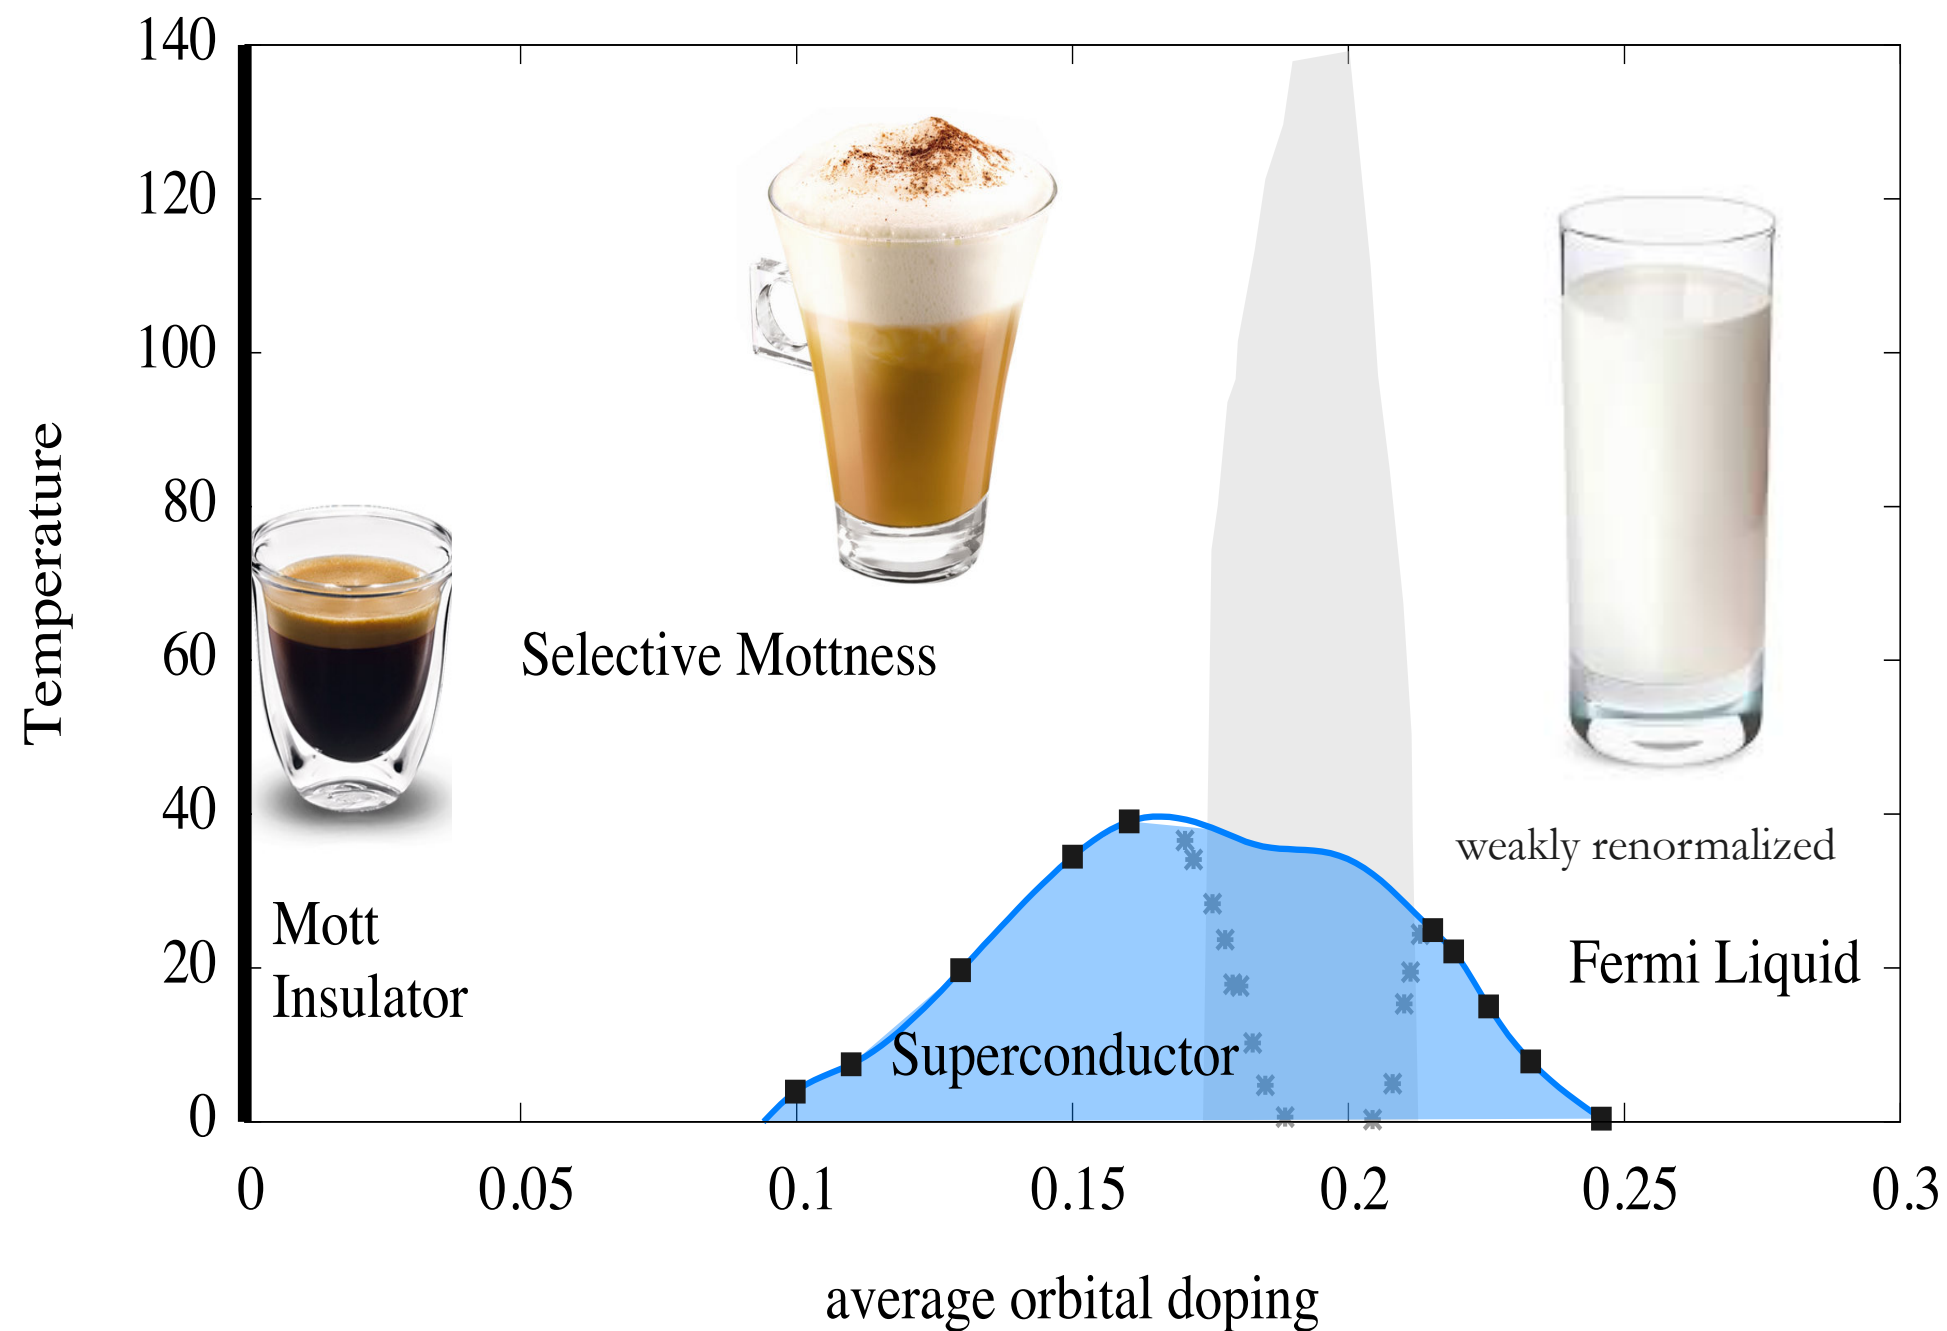 140
120
100
80
60
40
20
0
Temperature
Selective Mottness
weakly renormalized
Mott
Insulator
Fermi Liquid
Superconductor
0 0.05 0.1 0.15 0.2 0.25 0.3
average orbital doping